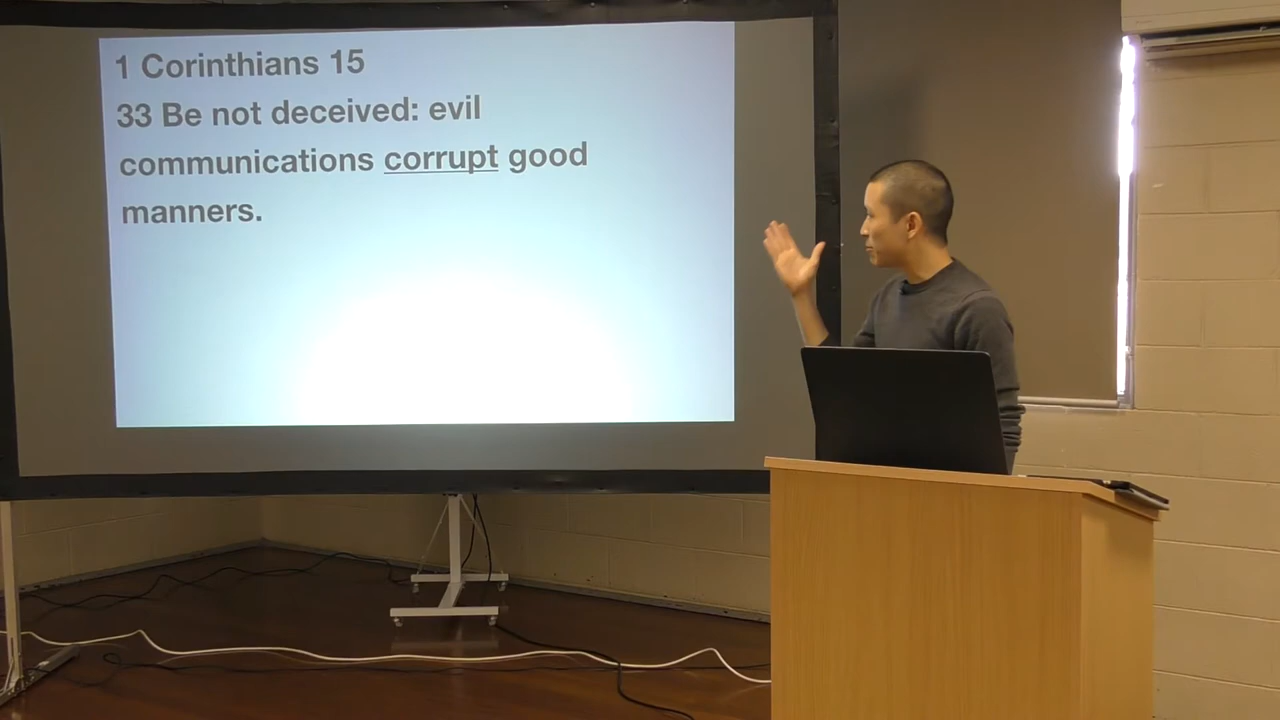 1 Corinthians 15
33 Be not deceived: evil
communications corrupt good
manners.